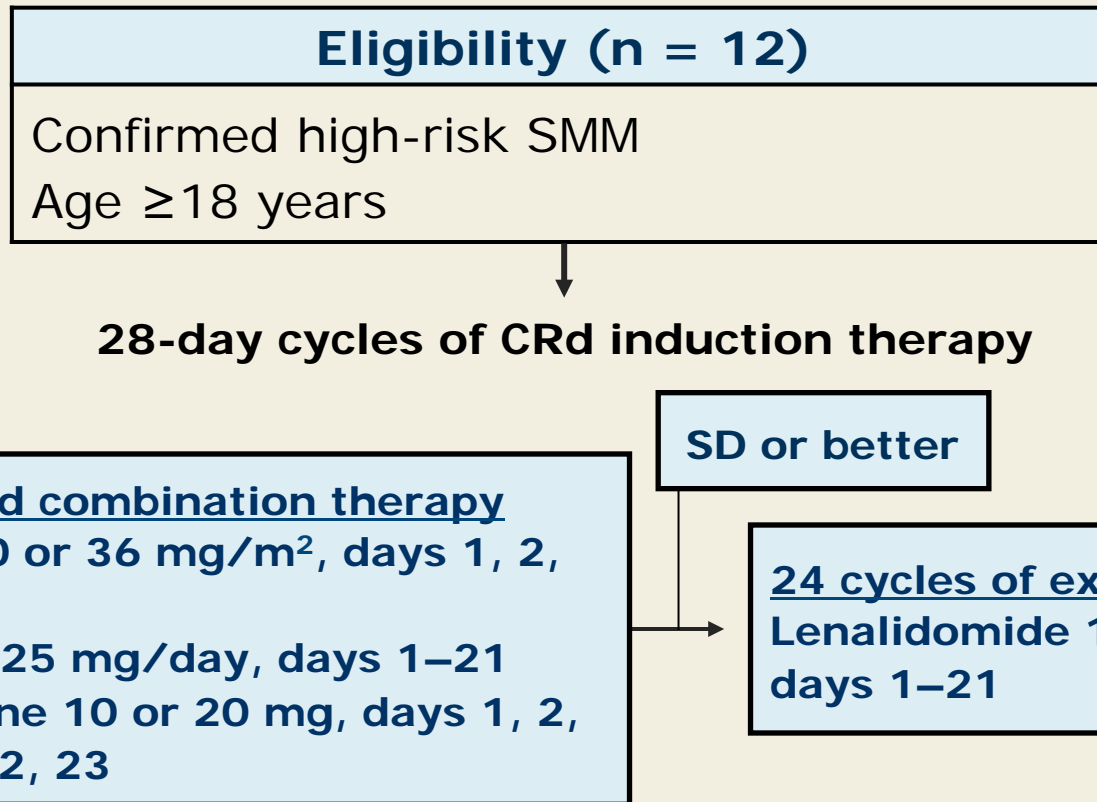 Eligibility (n = 12)
Confirmed high-risk SMM
Age ≥18 years
28-day cycles of CRd induction therapy
SD or better
d combination therapy
0 or 36 mg/m², days 1, 2,
25 mg/day, days 1–21
ne 10 or 20 mg, days 1, 2,
2, 23
24 cycles of ex
Lenalidomide 1
days 1–21